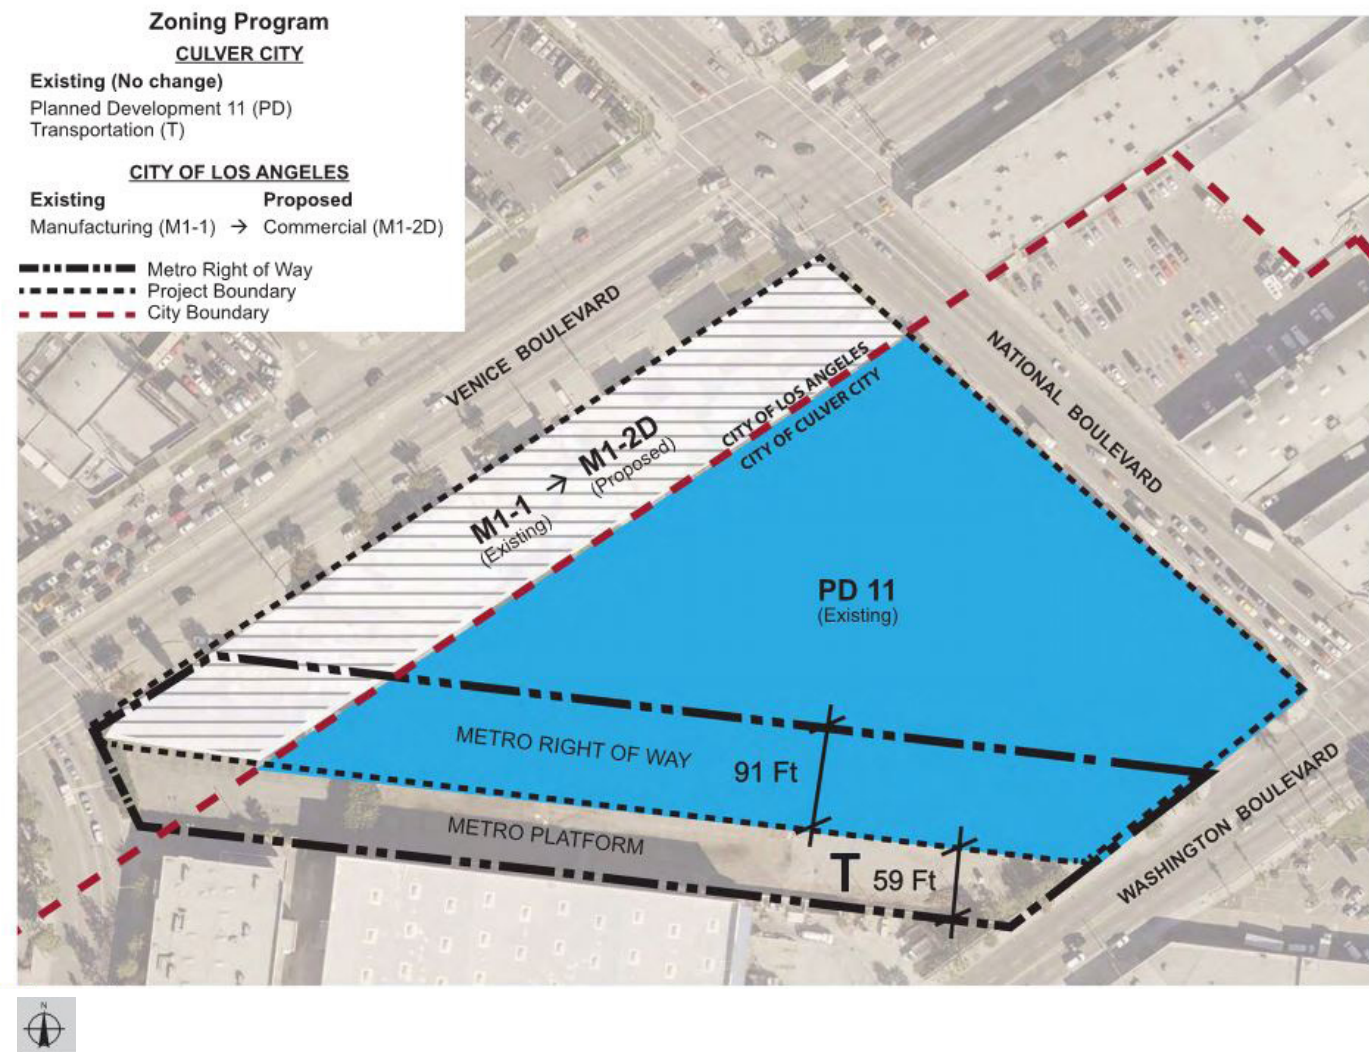 Zoning Program
CULVER CITY
Existing (No change)
Planned Development 11 (PD)
Transportation (T)
CITY OF LOS ANGELES
Existing Proposed
Manufacturing (M1-1) → Commercial (M1-2D)
Metro Right of Way
Project Boundary
City Boundary
VENICE BOULEVARD
NATIONAL BOULEVARD
CITY OF LOS ANGELES
CITY OF CULVER CITY
M1-1 → M1-2D
(Existing) (Proposed)
PD 11
(Existing)
METRO RIGHT OF WAY
91 Ft
METRO PLATFORM
T 59 Ft
WASHINGTON BOULEVARD
N